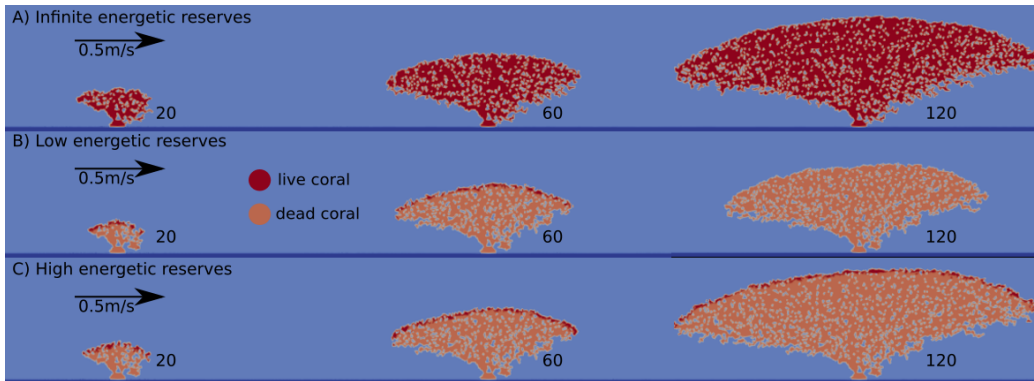 A) Infinite energetic reserves
0.5m/s
20
60
120
B) Low energetic reserves
0.5m/s
live coral
dead coral
20
60
120
C) High energetic reserves
0.5m/s
20
60
120